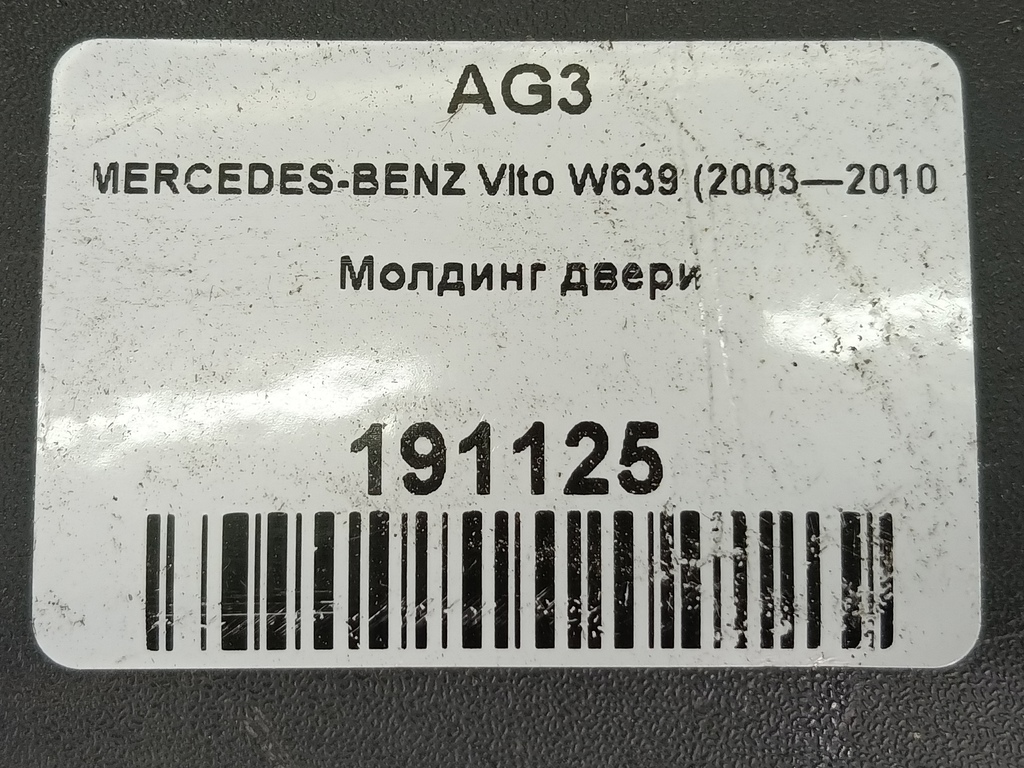 AG3
MERCEDES-BENZ VIto W639 (2003—2010
Молдинг двери
191125